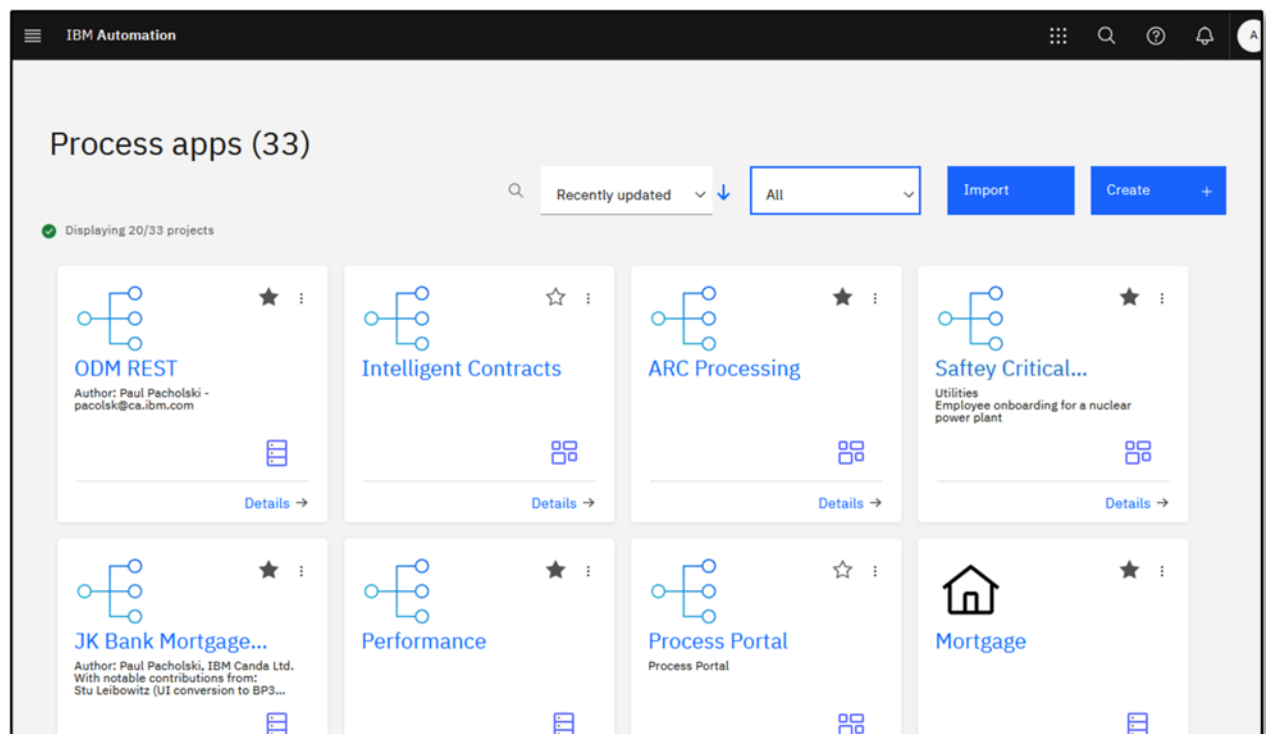 IBM Automation
A
Process apps (33)
Recently updated
All
Import
Create +
Displaying 20/33 projects
ODM REST
Author: Paul Pacholski -
pacolsk@ca.ibm.com
Details →
Intelligent Contracts
Details →
ARC Processing
Details →
Saftey Critical...
Utilities
Employee onboarding for a nuclear
power plant
Details →
JK Bank Mortgage...
Author: Paul Pacholski, IBM Canda Ltd.
With notable contributions from:
Stu Leibowitz (UI conversion to BP3...
Performance
Process Portal
Process Portal
Mortgage